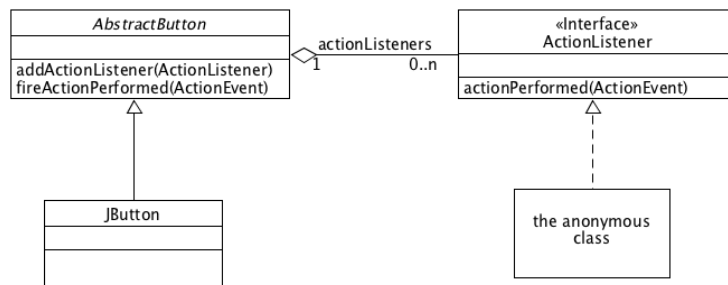 AbstractButton
addActionListener(ActionListener)
fireActionPerformed(ActionEvent)
actionListeners
1
0..n
«Interface»
ActionListener
actionPerformed(ActionEvent)
JButton
the anonymous
class